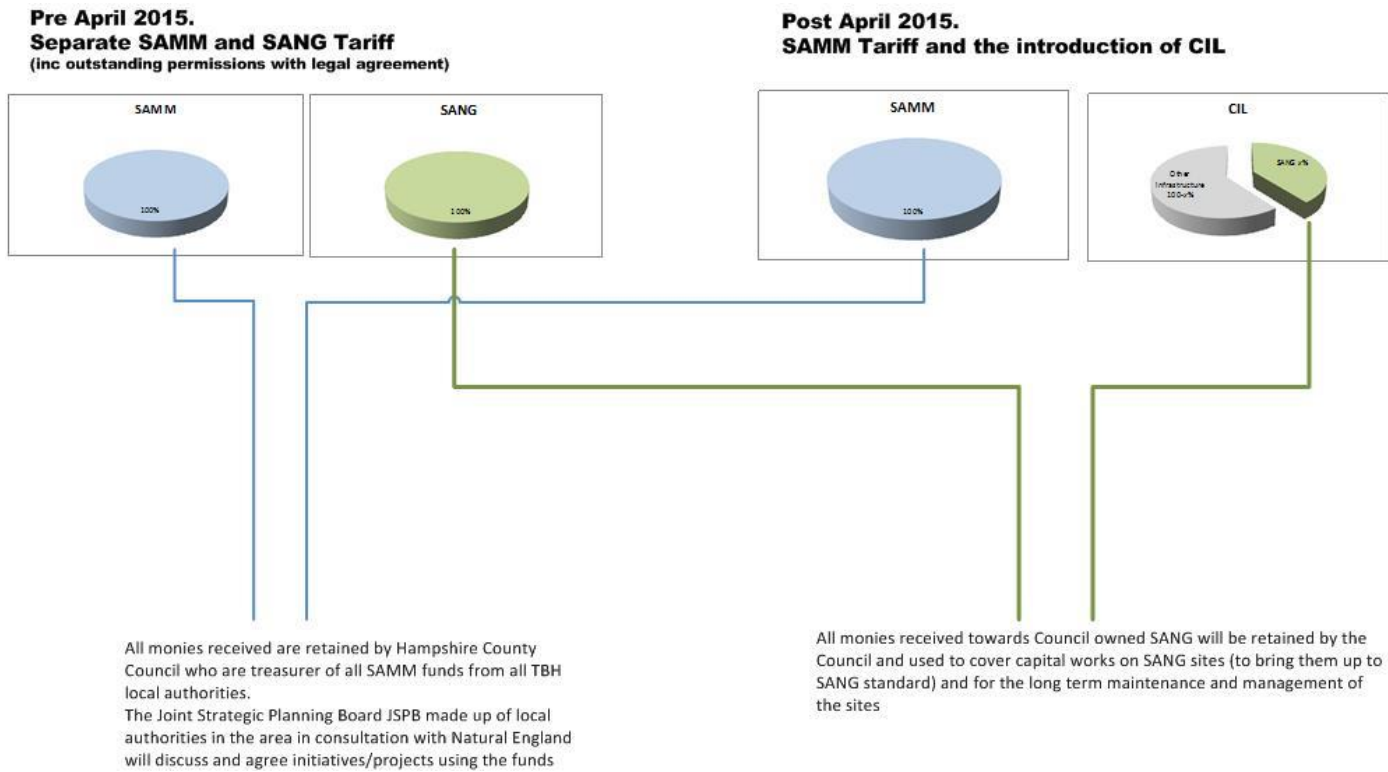 Pre April 2015.
Separate SAMM and SANG Tariff
(inc outstanding permissions with legal agreement)
Post April 2015.
SAMM Tariff and the introduction of CIL
SAMM
100%
SANG
100%
SAMM
100%
CIL
SANG x%
Other
Infrastructure
100-x%
All monies received are retained by Hampshire County
Council who are treasurer of all SAMM funds from all TBH
local authorities.
The Joint Strategic Planning Board JSPB made up of local
authorities in the area in consultation with Natural England
will discuss and agree initiatives/projects using the funds
All monies received towards Council owned SANG will be retained by the
Council and used to cover capital works on SANG sites (to bring them up to
SANG standard) and for the long term maintenance and management of
the sites